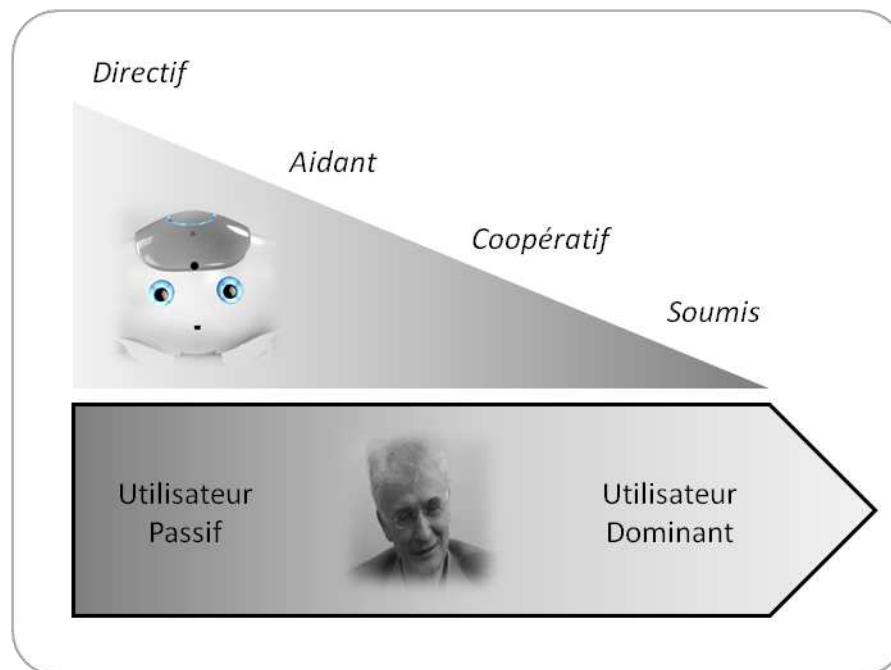 Directif
Aidant
Coopératif
Soumis
Utilisateur
Passif
Utilisateur
Dominant